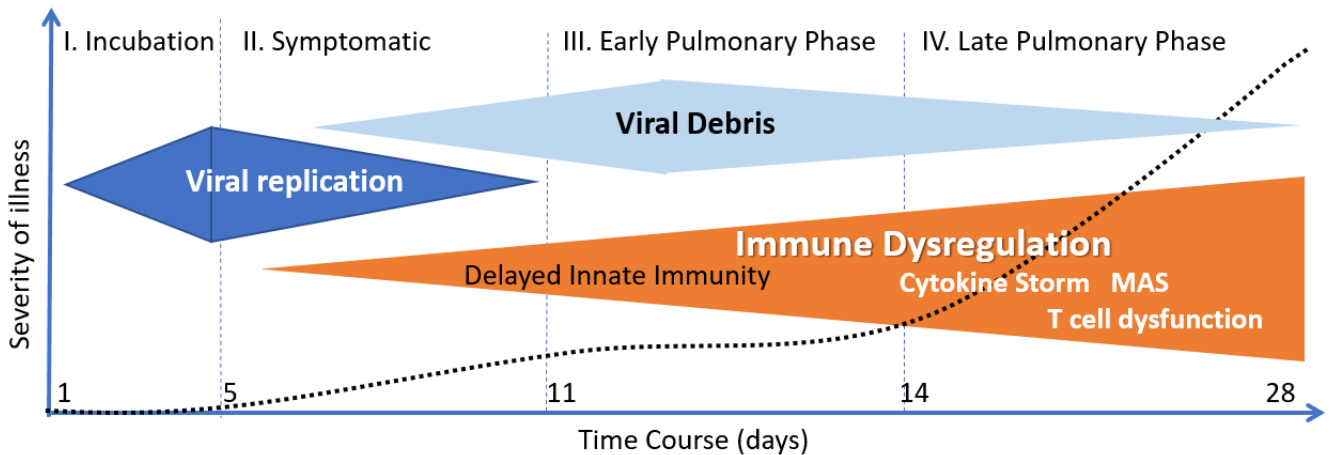 I. Incubation
II. Symptomatic
III. Early Pulmonary Phase
IV. Late Pulmonary Phase
Viral Debris
Viral replication
Immune Dysregulation
Delayed Innate Immunity
Cytokine Storm MAS
T cell dysfunction
Severity of illness
1
5
11
14
28
Time Course (days)